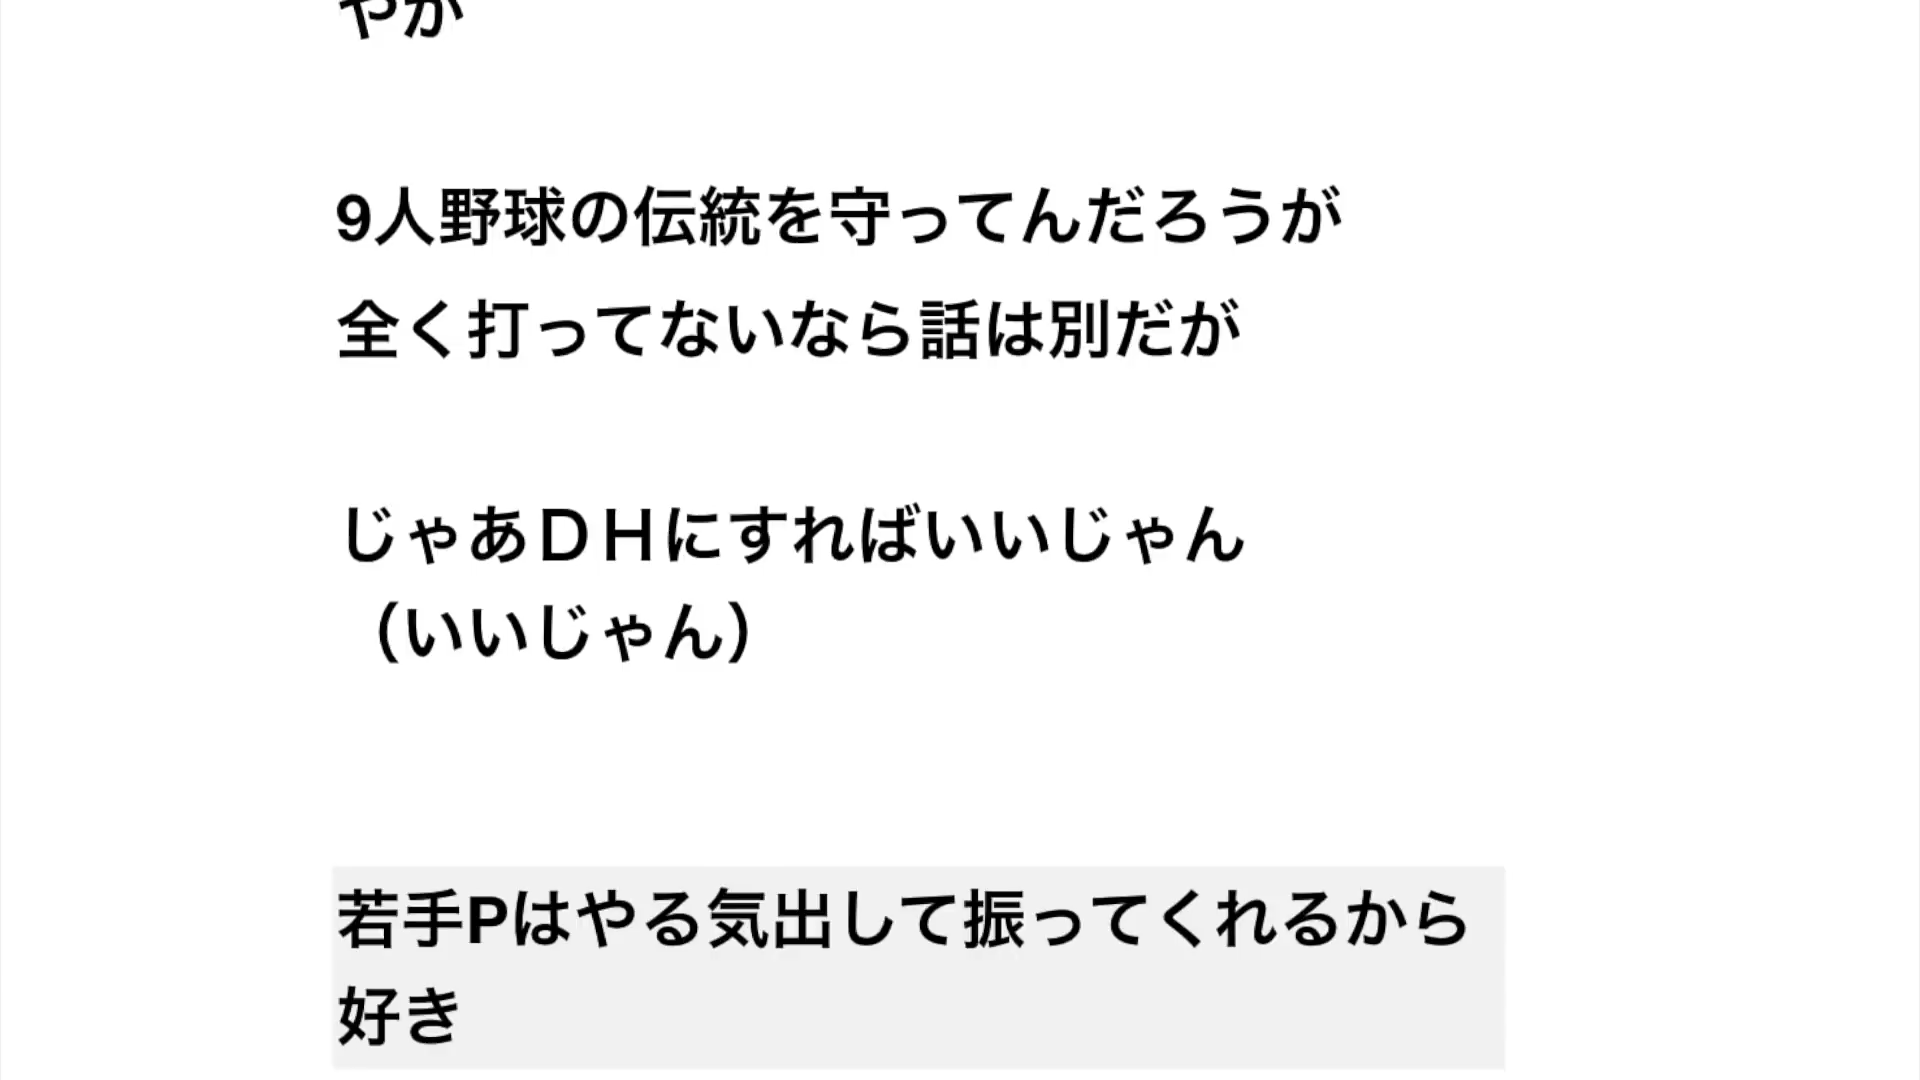 やか
9人野球の伝統を守ってんだろうが
全く打ってないなら話は別だが
じゃあＤＨにすればいいじゃん
（いいじゃん）
若手Pはやる気出して振ってくれるから
好き